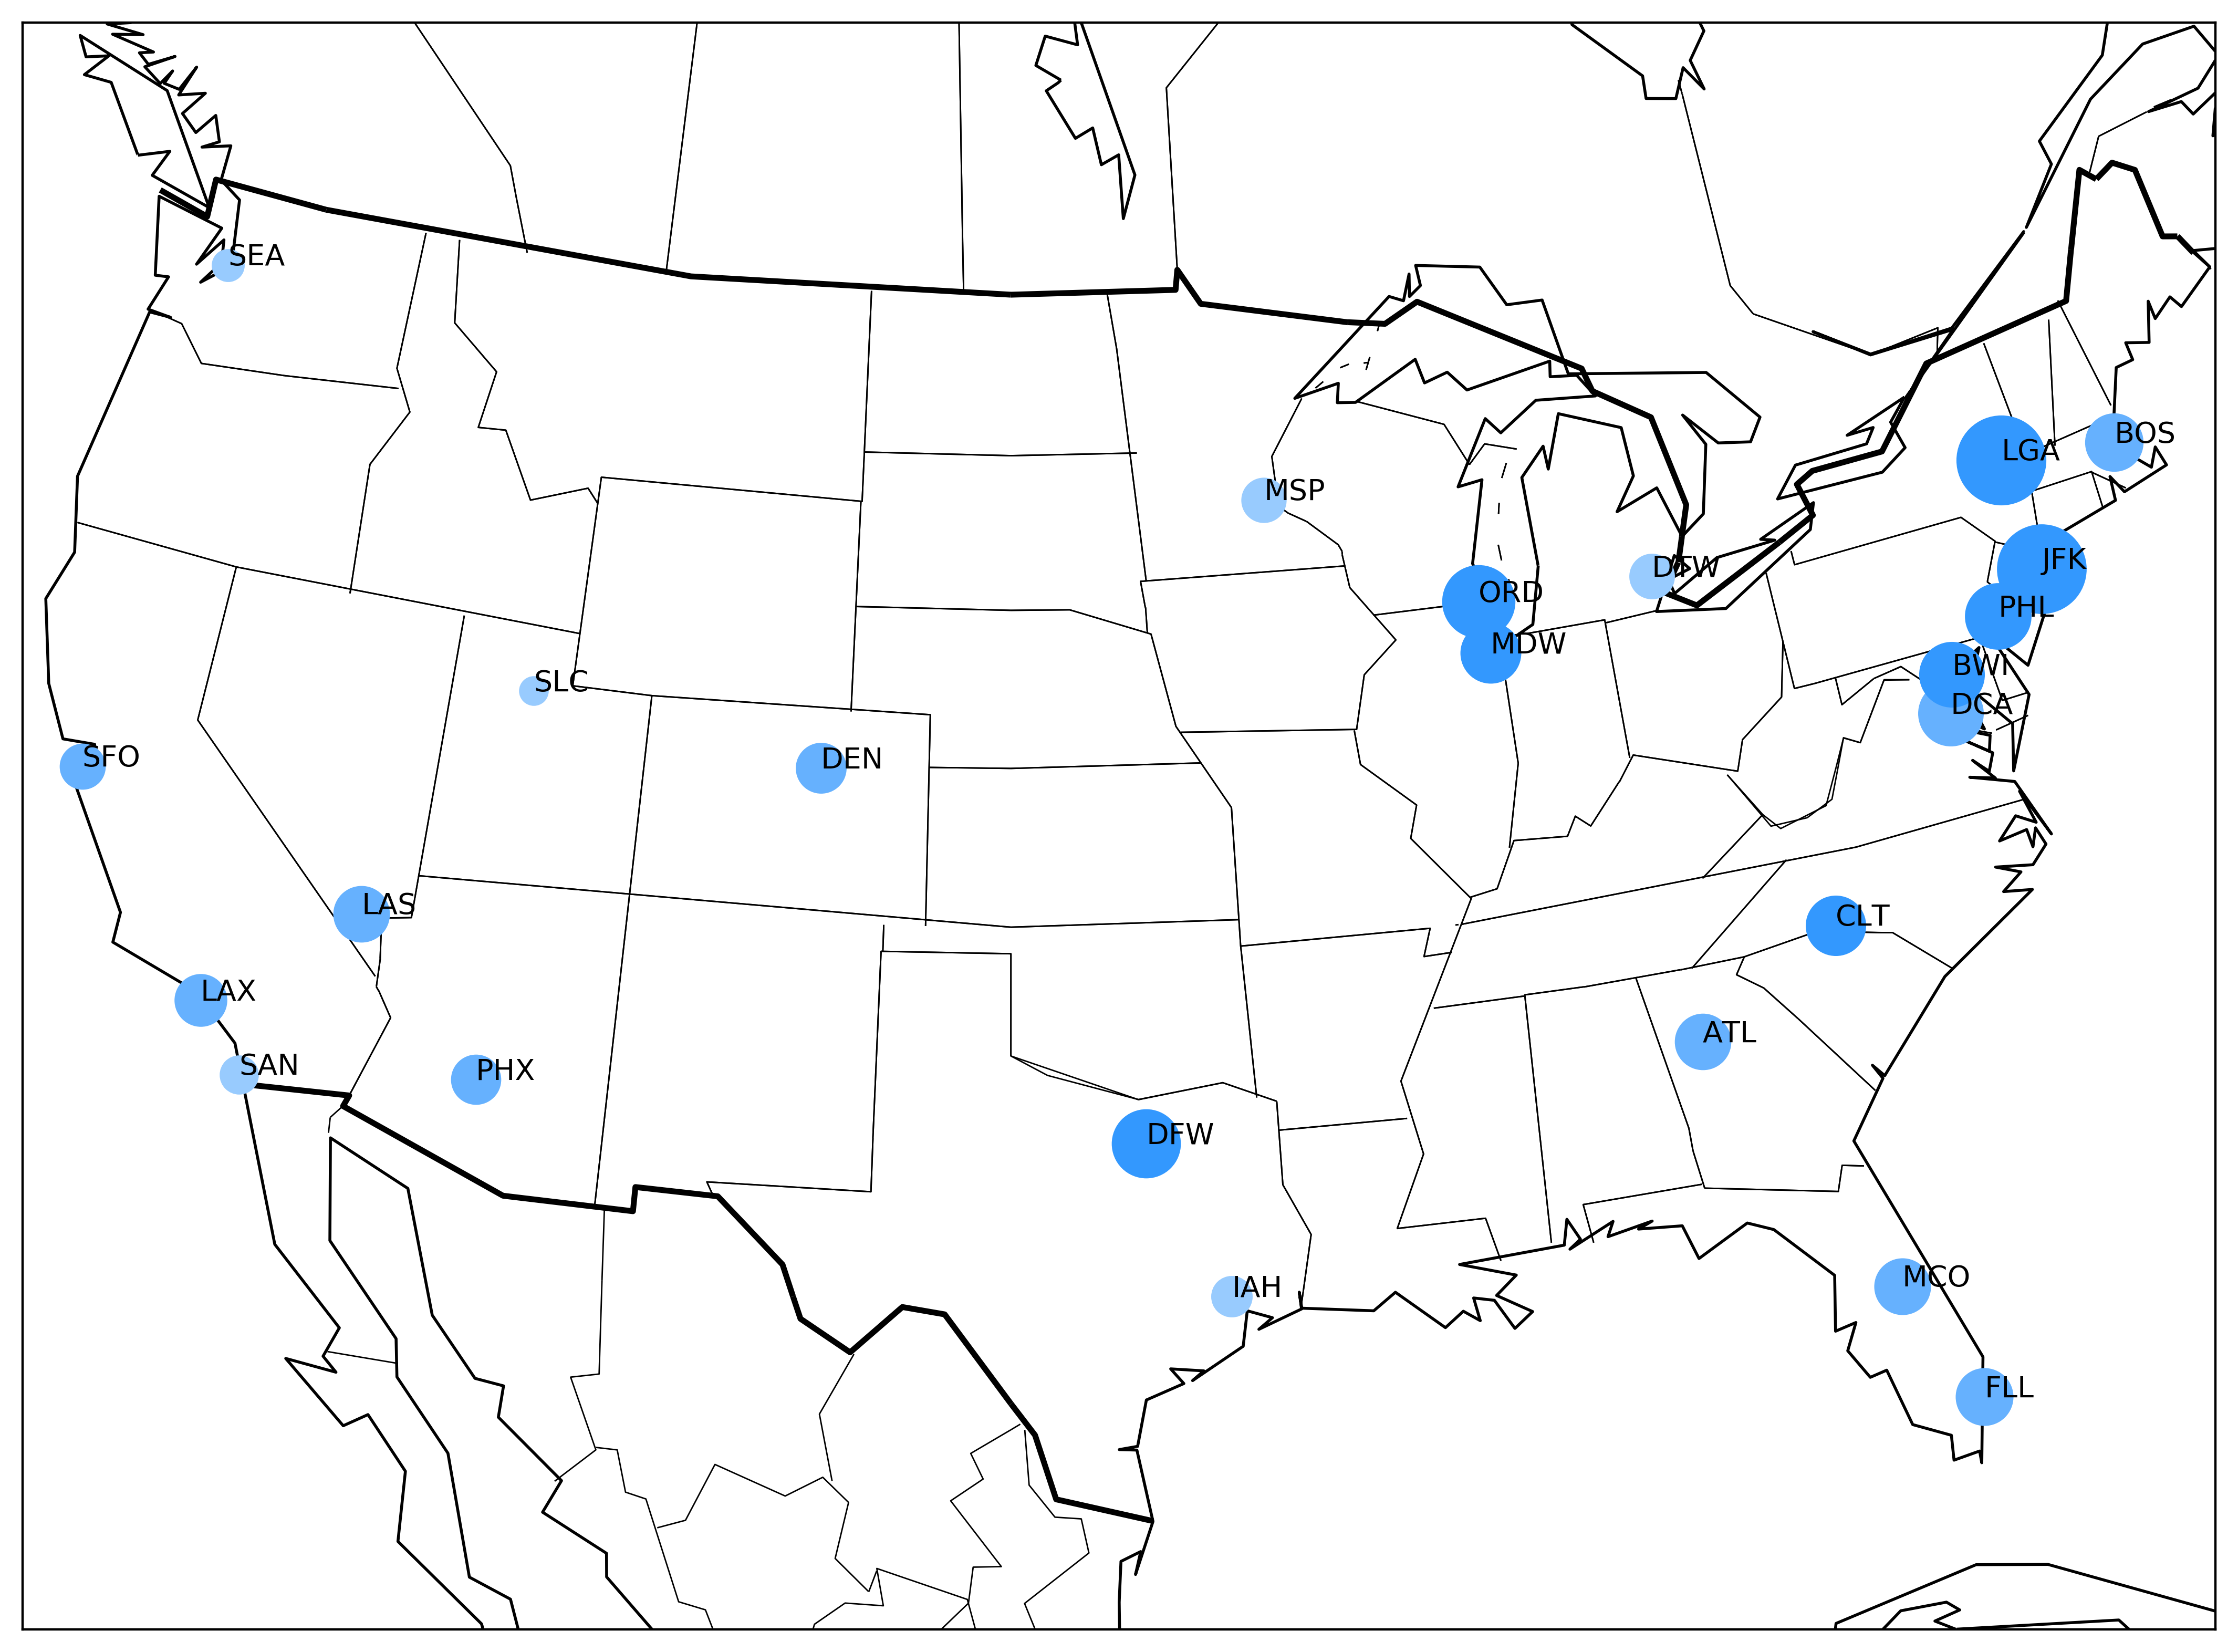 SEA
BOS
LGA
MSP
JFK
DTW
ORD
PHL
MDW
BWI
SLC
DCA
SFO
DEN
LAS
CLT
LAX
ATL
SAN
PHX
DFW
MCO
IAH
FLL